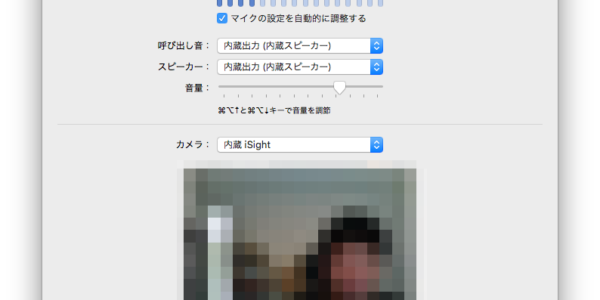 マイクの設定を自動的に調整する
呼び出し音： 内蔵出力 (内蔵スピーカー)
スピーカー： 内蔵出力 (内蔵スピーカー)
音量：
⌘⌥↑と⌘⌥↓キーで音量を調節
カメラ： 内蔵 iSight